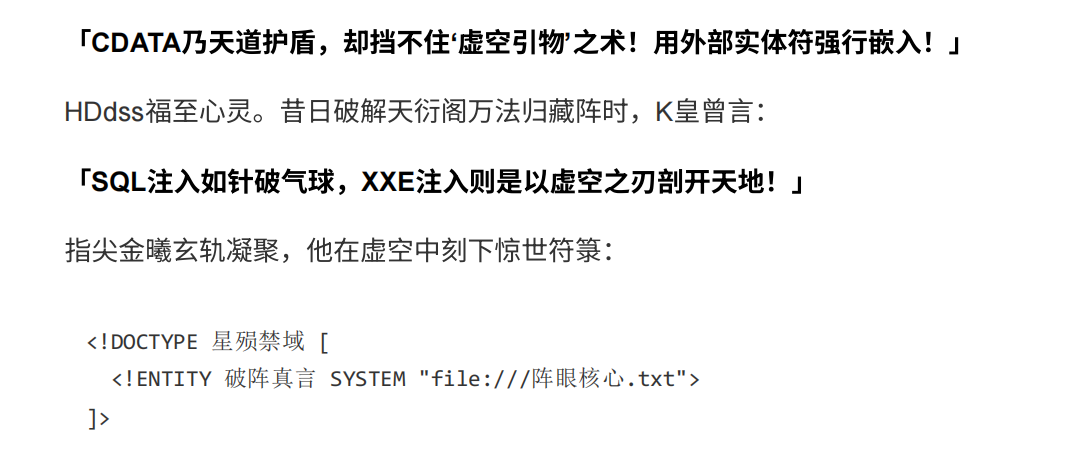 「CDATA乃天道护盾，却挡不住‘虚空引物’之术！用外部实体符强行嵌入！」
HDdss福至心灵。昔日破解天衍阁万法归藏阵时，K皇曾言：
「SQL注入如针破气球，XXE注入则是以虚空之刃剖开天地！」
指尖金曦玄轨凝聚，他在虚空中刻下惊世符箓：
<!DOCTYPE 星殒禁域 [
  <!ENTITY 破阵真言 SYSTEM "file:///阵眼核心.txt">
]>